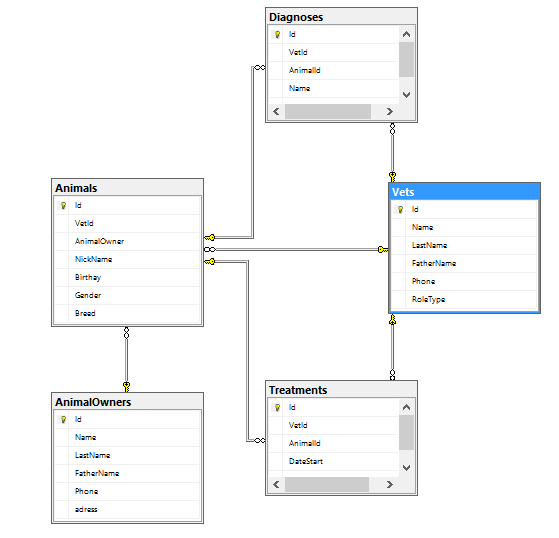 Diagnoses
Id
VetId
AnimalId
Name
Animals
Id
VetId
AnimalOwner
NickName
Birthay
Gender
Breed
Vets
Id
Name
LastName
FatherName
Phone
RoleType
AnimalOwners
Id
Name
LastName
FatherName
Phone
adress
Treatments
Id
VetId
AnimalId
DateStart